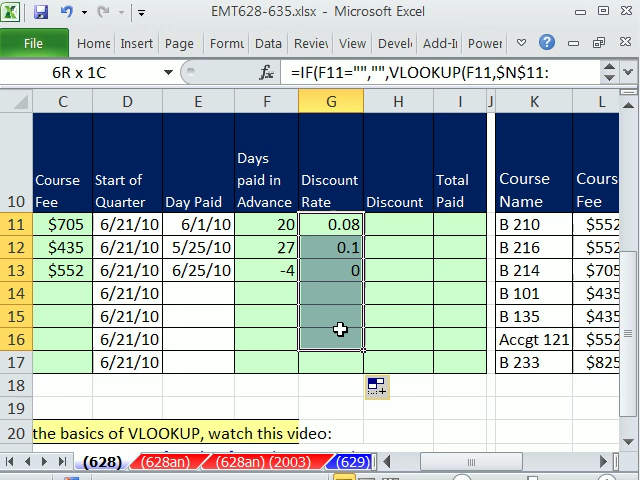 EMT628-635.xlsx - Microsoft Excel
File Home Insert Page Formu Data Review View Develo Add-I Power
6R x 1C fx =IF(F11="","",VLOOKUP(F11,$N$11:
C D E F G H I J K L
10 Course Fee Start of Quarter Day Paid Days paid in Advance Discount Rate Discount Total Paid Course Name Cours Fee
11 $705 6/21/10 6/1/10 20 0.08 B 210 $552
12 $435 6/21/10 5/25/10 27 0.1 B 216 $552
13 $552 6/21/10 6/25/10 -4 0 B 214 $705
14 6/21/10 B 101 $435
15 6/21/10 B 135 $435
16 6/21/10 Accgt 121 $552
17 6/21/10 B 233 $825
18
19
20 the basics of VLOOKUP, watch this video:
(628) (628an) (628an) (2003) (629)